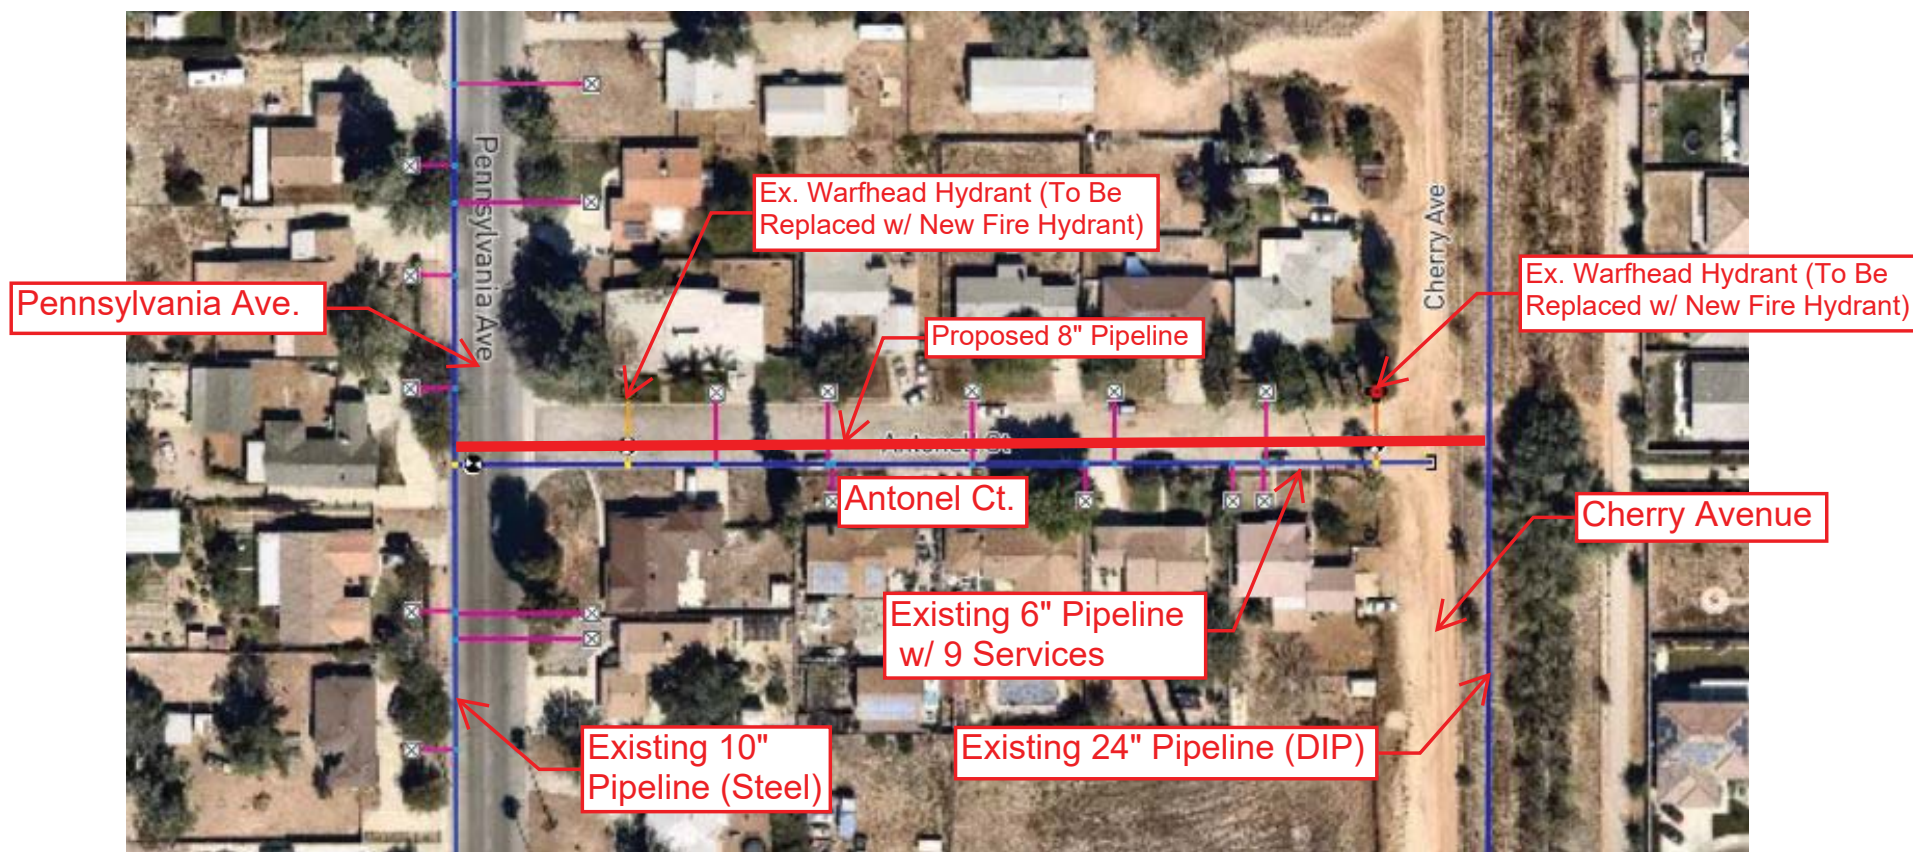 Pennsylvania Ave
Ex. Warfhead Hydrant (To Be
Replaced w/ New Fire Hydrant)
Cherry Ave
Ex. Warfhead Hydrant (To Be
Replaced w/ New Fire Hydrant)
Pennsylvania Ave.
Proposed 8" Pipeline
Antonell Ct
Antonel Ct.
Cherry Avenue
Existing 6" Pipeline
w/ 9 Services
Existing 10"
Pipeline (Steel)
Existing 24" Pipeline (DIP)